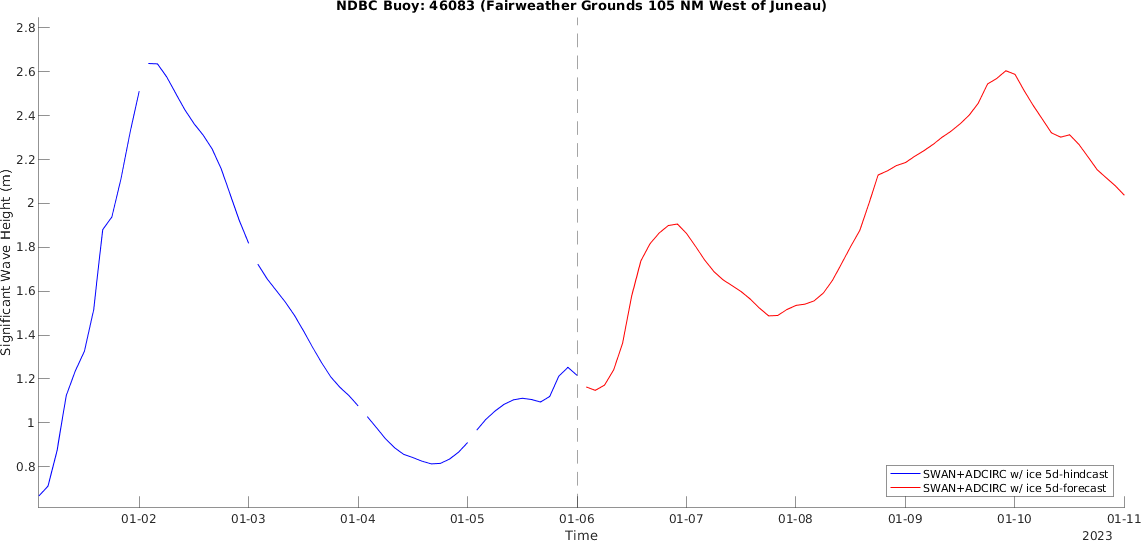 NDBC Buoy: 46083 (Fairweather Grounds 105 NM West of Juneau)
Significant Wave Height (m)
2.8
2.6
2.4
2.2
2
1.8
1.6
1.4
1.2
1
0.8
SWAN+ADCIRC w/ ice 5d-hindcast
SWAN+ADCIRC w/ ice 5d-forecast
01-02 01-03 01-04 01-05 01-06 01-07 01-08 01-09 01-10 01-11
Time
2023